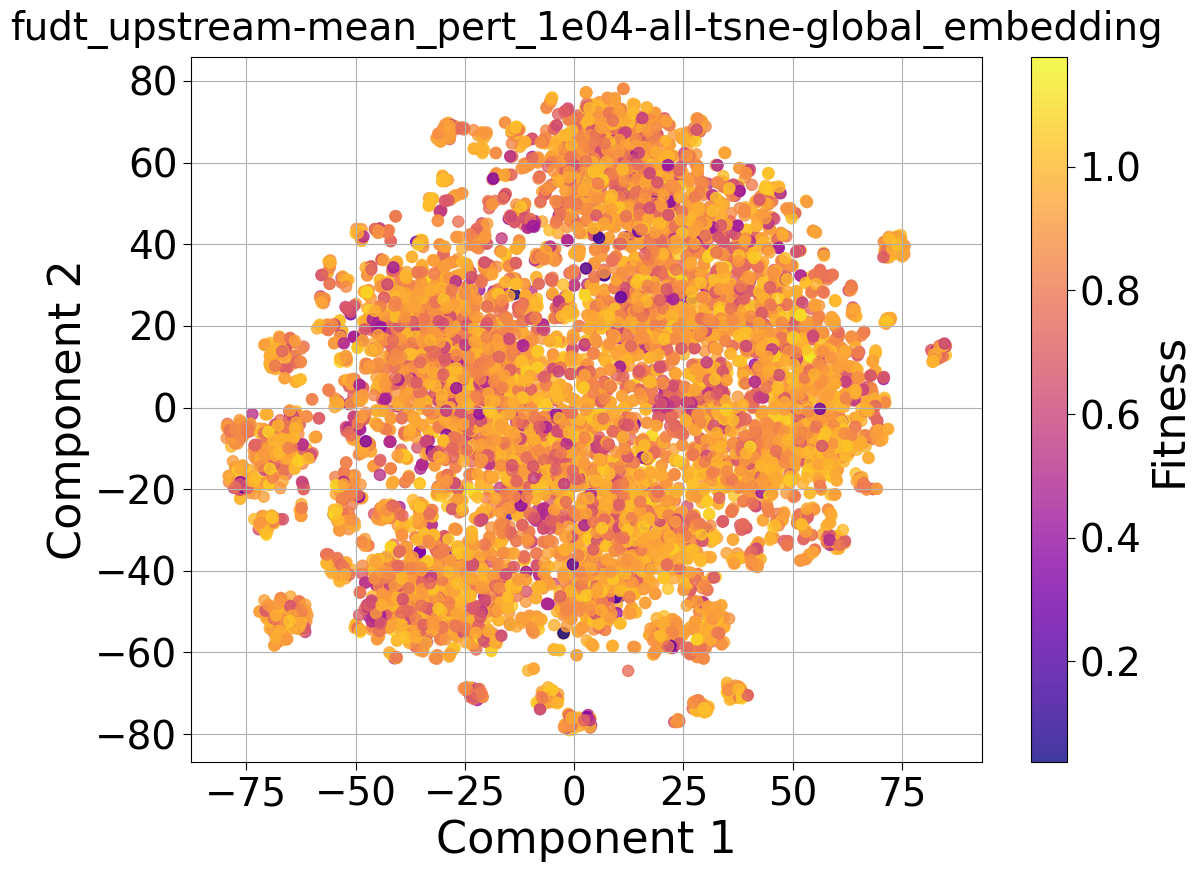 fudt_upstream-mean_pert_1e04-all-tsne-global_embedding
80
60
40
20
0
−20
−40
−60
−80
Component 2
−75 −50 −25 0 25 50 75
Component 1
1.0
0.8
0.6
0.4
0.2
Fitness